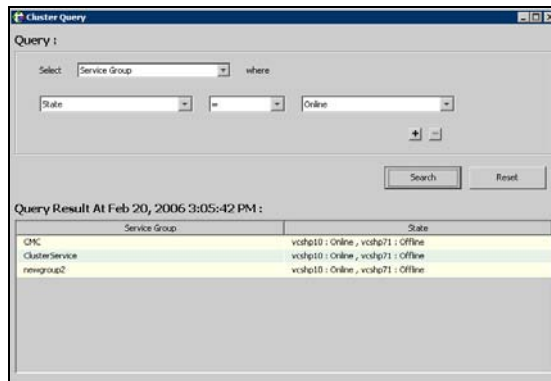 Cluster Query
Query :
Select Service Group where
State = Online
+ -
Search Reset
Query Result At Feb 20, 2006 3:05:42 PM :
Service Group State
CMC vcshp10 : Online , vcshp71 : Offline
ClusterService vcshp10 : Online , vcshp71 : Offline
newgroup2 vcshp10 : Online , vcshp71 : Offline